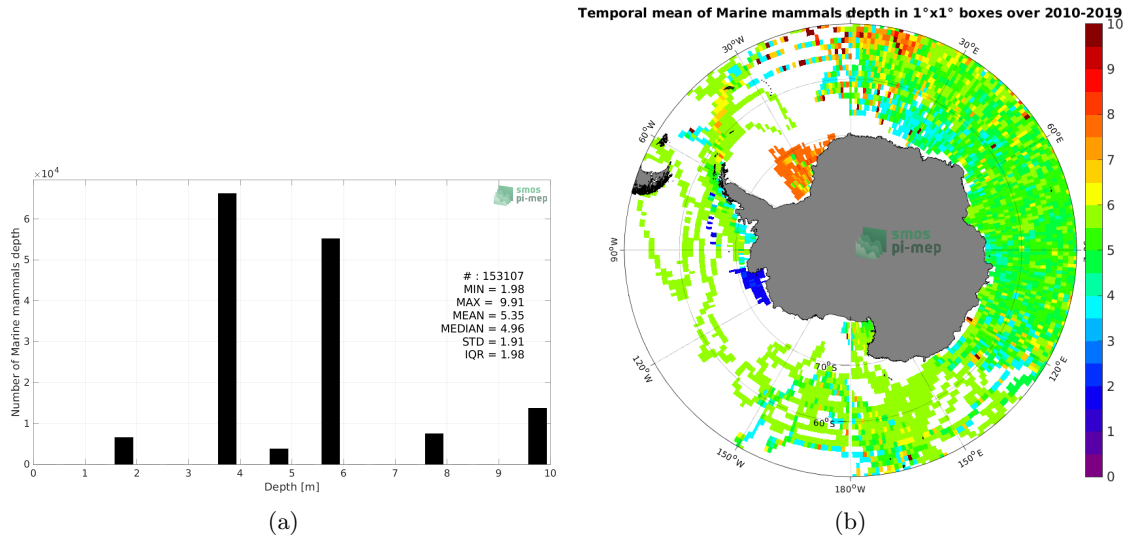 Temporal mean of Marine mammals depth in 1°x1° boxes over 2010-2019
×10⁴
Number of Marine mammals depth
6
5
4
3
2
1
0
0 1 2 3 4 5 6 7 8 9 10
Depth [m]
smos
pi-mep
# : 153107
MIN = 1.98
MAX = 9.91
MEAN = 5.35
MEDIAN = 4.96
STD = 1.91
IQR = 1.98
(a)
30°W
30°E
60°W
60°E
90°W
120°W
120°E
150°W
150°E
180°W
70°S
60°S
smos
pi-mep
10
9
8
7
6
5
4
3
2
1
0
(b)